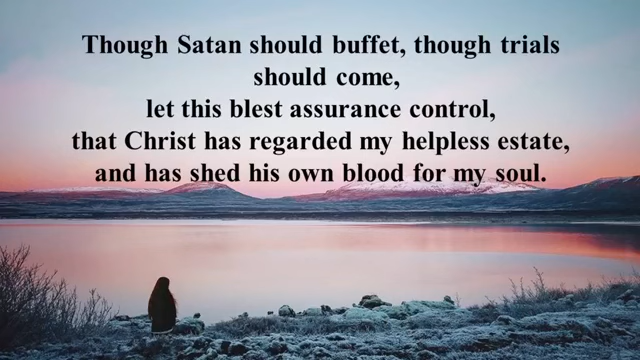 Though Satan should buffet, though trials
should come,
let this blest assurance control,
that Christ has regarded my helpless estate,
and has shed his own blood for my soul.